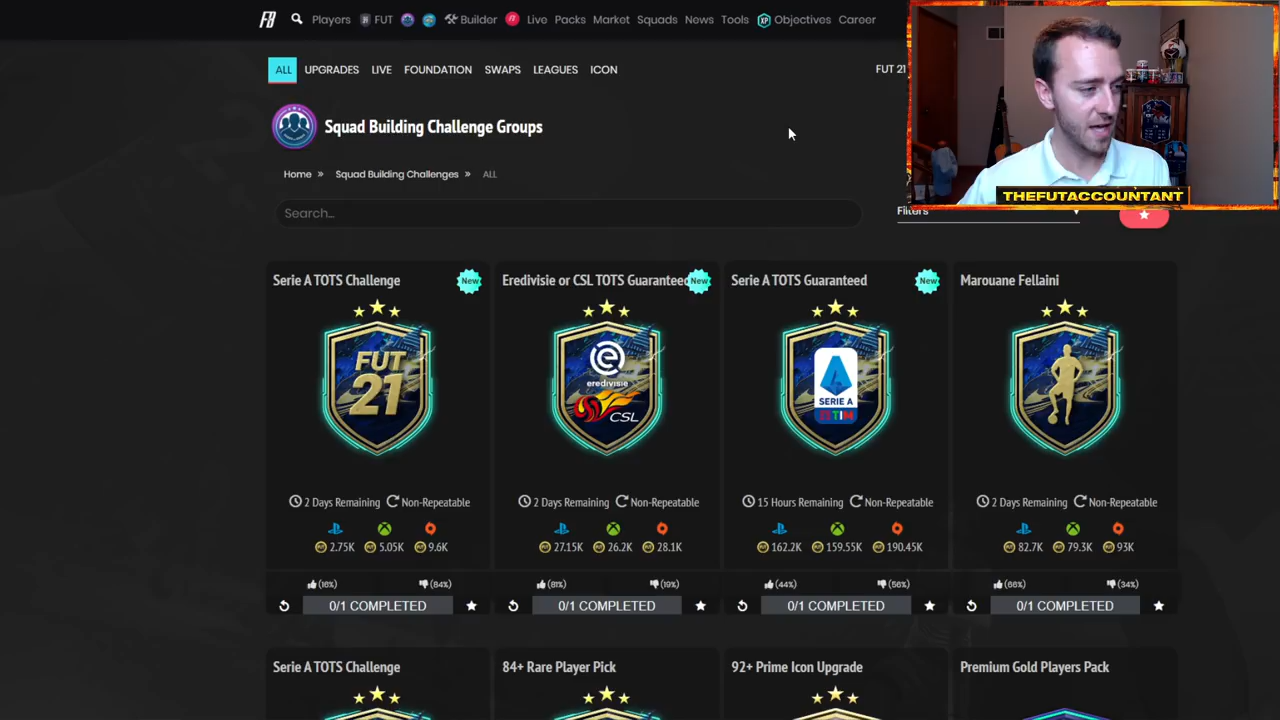 Players FUT Builder Live Packs Market Squads News Tools XP Objectives Career
ALL UPGRADES LIVE FOUNDATION SWAPS LEAGUES ICON FUT 21
Squad Building Challenge Groups
Home » Squad Building Challenges » ALL
Search...
Filters
THEFUTACCOUNTANT
Serie A TOTS Challenge New
Eredivisie or CSL TOTS Guarantee New
Serie A TOTS Guaranteed New
Marouane Fellaini
FUT 21
eredivisie CSL
SERIE A TIM
2 Days Remaining Non-Repeatable
2 Days Remaining Non-Repeatable
15 Hours Remaining Non-Repeatable
2 Days Remaining Non-Repeatable
2.75K 5.05K 9.6K
27.15K 26.2K 28.1K
162.2K 159.55K 190.45K
82.7K 79.3K 93K
(16%) (84%)
(81%) (19%)
(44%) (56%)
(66%) (34%)
0/1 COMPLETED
0/1 COMPLETED
0/1 COMPLETED
0/1 COMPLETED
Serie A TOTS Challenge
84+ Rare Player Pick
92+ Prime Icon Upgrade
Premium Gold Players Pack